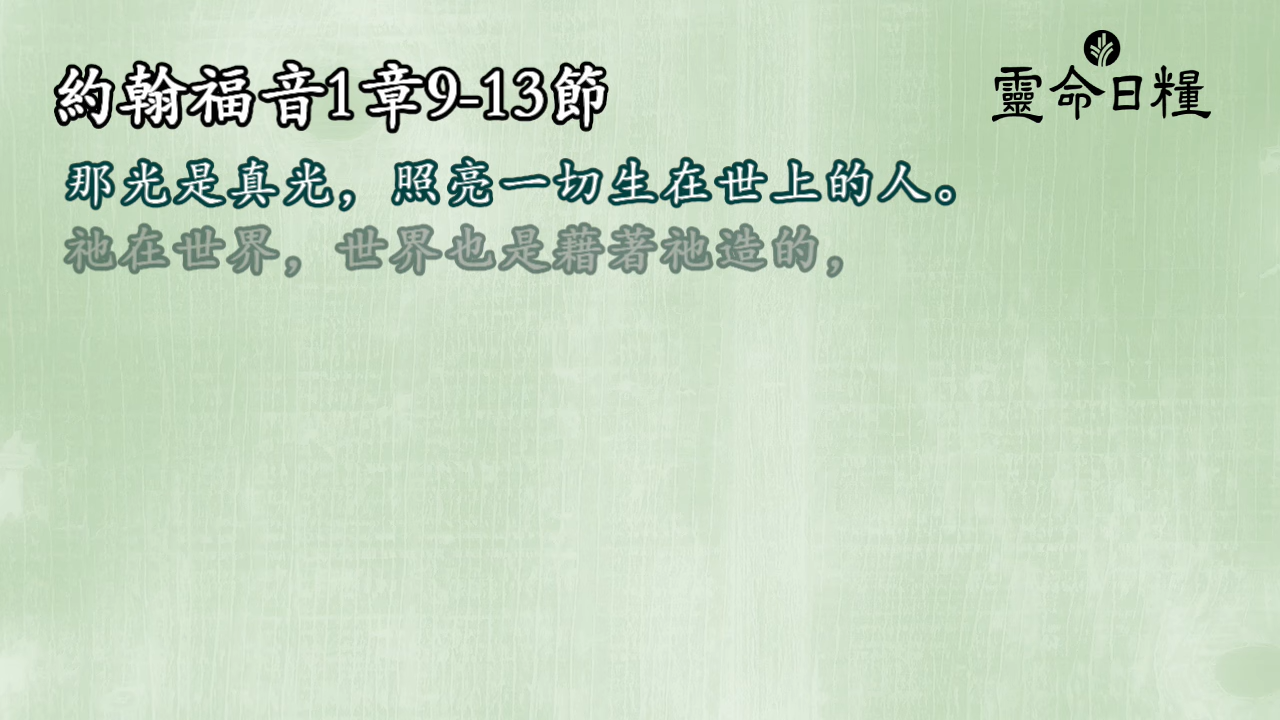 約翰福音1章9-13節
靈命日糧
那光是真光，照亮一切生在世上的人。
祂在世界，世界也是藉著祂造的，